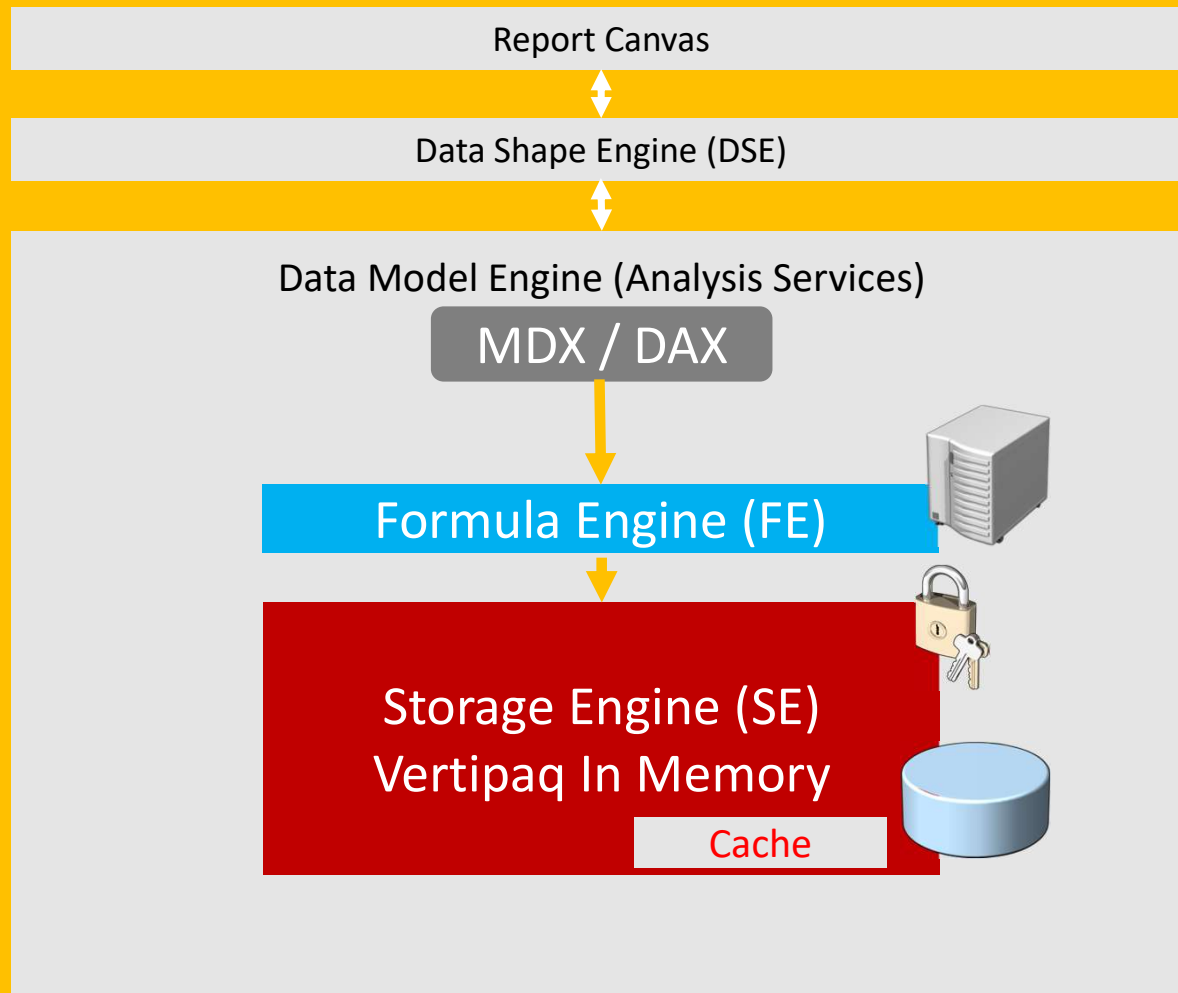 Report Canvas
Data Shape Engine (DSE)
Data Model Engine (Analysis Services)
MDX / DAX
Formula Engine (FE)
Storage Engine (SE)
Vertipaq In Memory
Cache